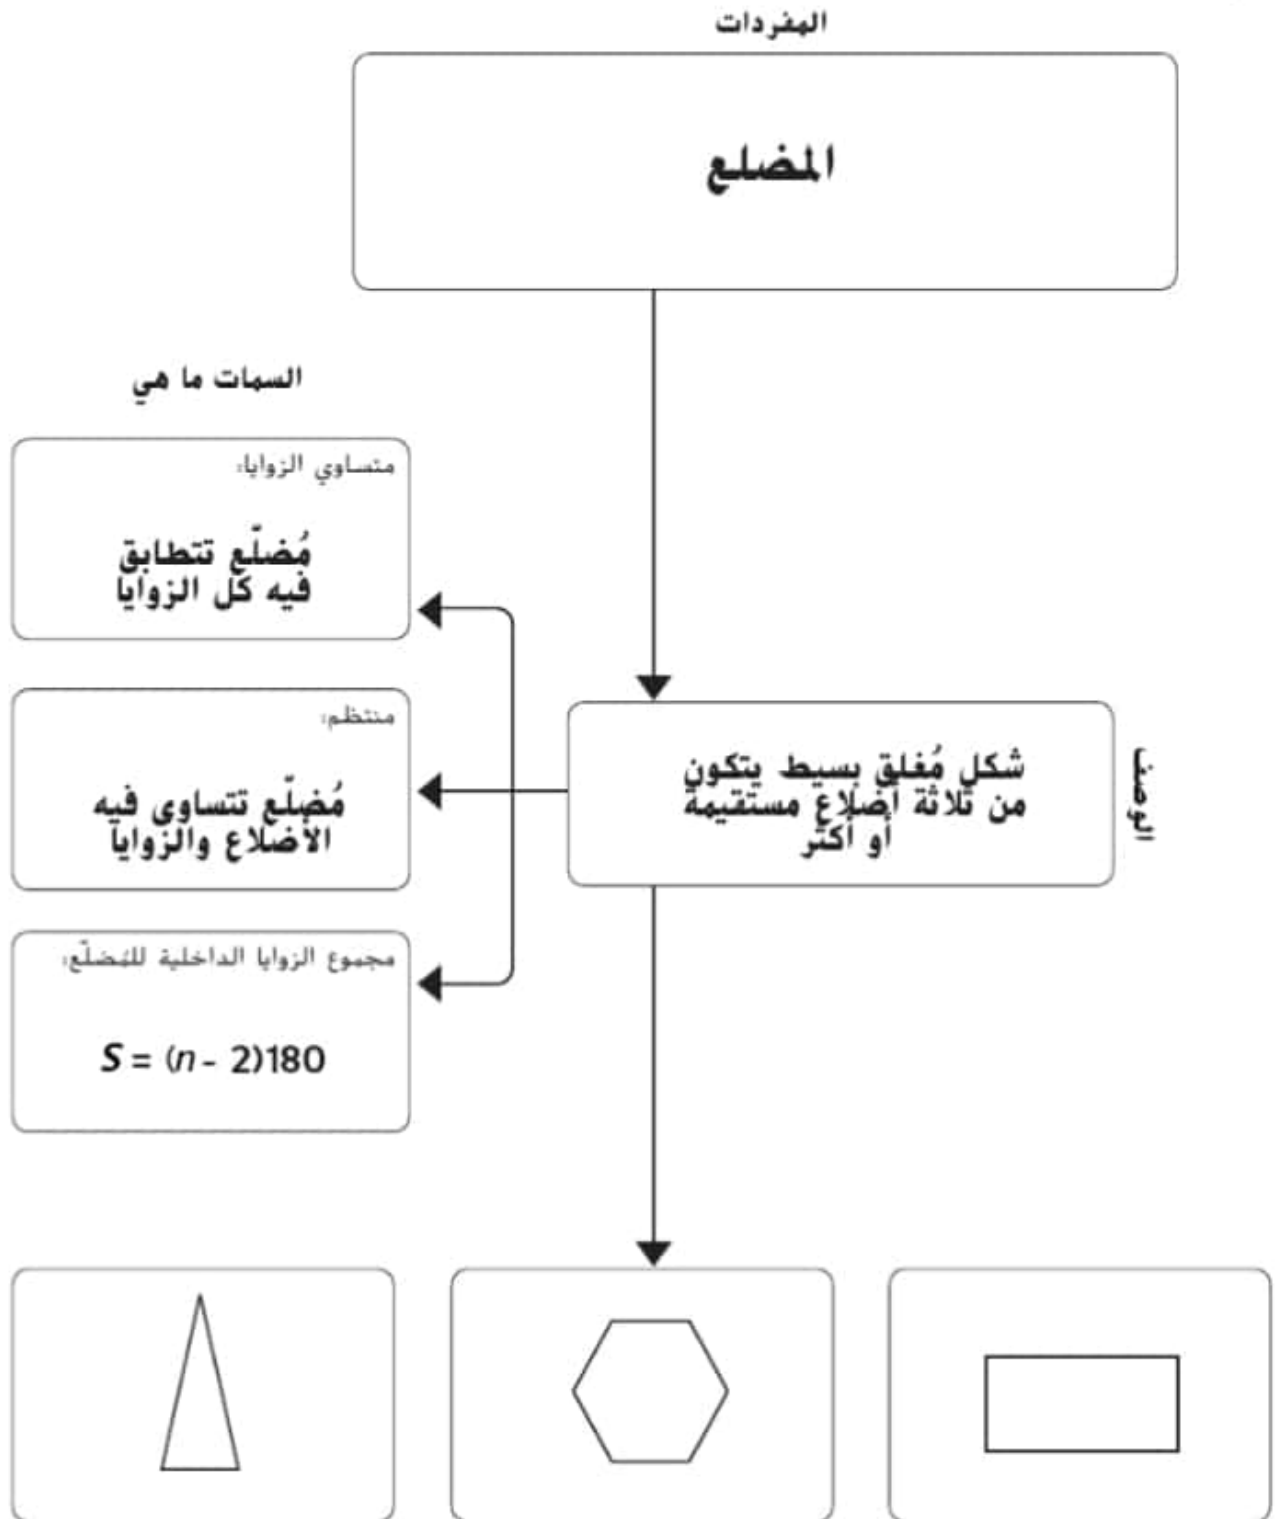 المفردات
المضلع
السمات ما هي
متساوي الزوايا:
مُضلّع تتطابق
فيه كل الزوايا
منتظم:
مُضلّع تتساوى فيه
الأضلاع والزوايا
مجموع الزوايا الداخلية للمُضلّع:
S = (n - 2)180
شكل مُغلق بسيط يتكون
من ثلاثة أضلاع مستقيمة
أو أكثر
الوصف